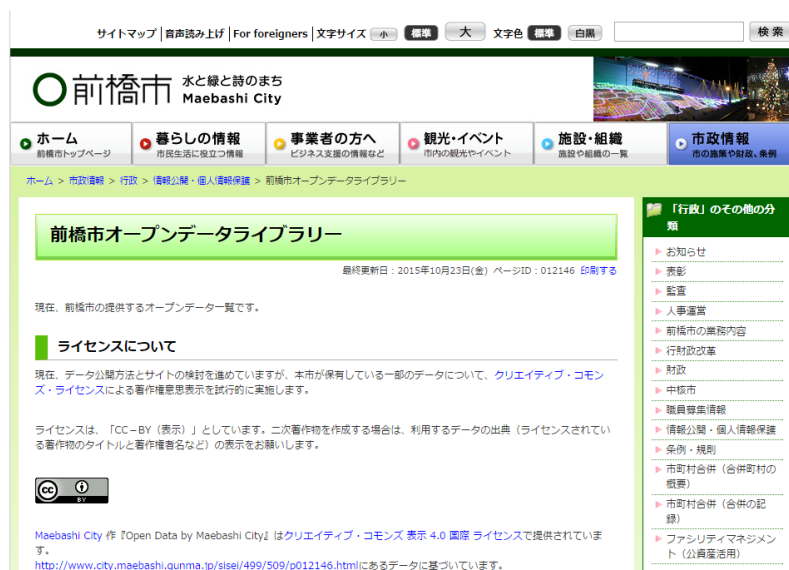 サイトマップ 音声読み上げ For foreigners 文字サイズ 小 標準 大 文字色 標準 白黒 検索
前橋市 水と緑と詩のまち
Maebashi City
ホーム 暮らしの情報 事業者の方へ 観光・イベント 施設・組織 市政情報
前橋市トップページ 市民生活に役立つ情報 ビジネス支援の情報など 市内の観光やイベント 施設や組織の一覧 市の施策や財政、条例
ホーム > 市政情報 > 行政 > 情報公開・個人情報保護 > 前橋市オープンデータライブラリー
前橋市オープンデータライブラリー
最終更新日：2015年10月23日(金) ページID：012146 印刷する
現在、前橋市の提供するオープンデータ一覧です。
ライセンスについて
現在、データ公開方法とサイトの検討を進めていますが、本市が保有している一部のデータについて、クリエイティブ・コモン
ズ・ライセンスによる著作権意思表示を試行的に実施します。
ライセンスは、「CC－BY（表示）」としています。二次著作物を作成する場合は、利用するデータの出典（ライセンスされてい
る著作物のタイトルと著作権者名など）の表示をお願いします。
cc
BY
Maebashi City 作『Open Data by Maebashi City』はクリエイティブ・コモンズ 表示 4.0 国際 ライセンスで提供されていま
す。
http://www.city.maebashi.gunma.jp/sisei/499/509/p012146.htmlにあるデータに基づいています。
「行政」のその他の分
類
お知らせ
表彰
監査
人事運営
前橋市の業務内容
行財政改革
財政
中核市
職員募集情報
情報公開・個人情報保護
条例・規則
市町村合併（合併町村の
概要）
市町村合併（合併の記
録）
ファシリティマネジメン
ト（公資産活用）